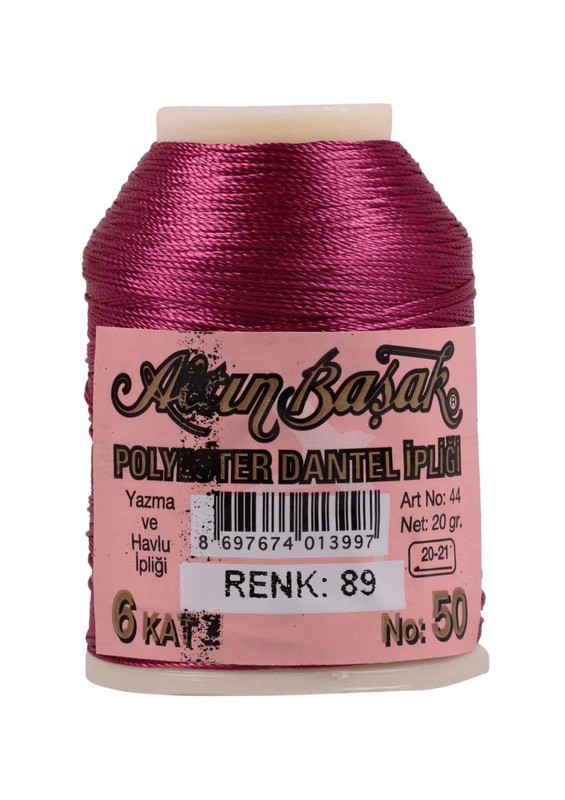 Altın Başak ®
POLYESTER DANTEL İPLİĞİ
Yazma
ve
Havlu
İpliği
8 697674 013997
Art No: 44
Net: 20 gr.
20-21
RENK: 89
6 KAT
No: 50